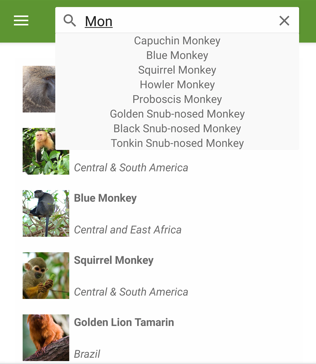 Mon
Capuchin Monkey
Blue Monkey
Squirrel Monkey
Howler Monkey
Proboscis Monkey
Golden Snub-nosed Monkey
Black Snub-nosed Monkey
Tonkin Snub-nosed Monkey
Central & South America
Blue Monkey
Central and East Africa
Squirrel Monkey
Central & South America
Golden Lion Tamarin
Brazil